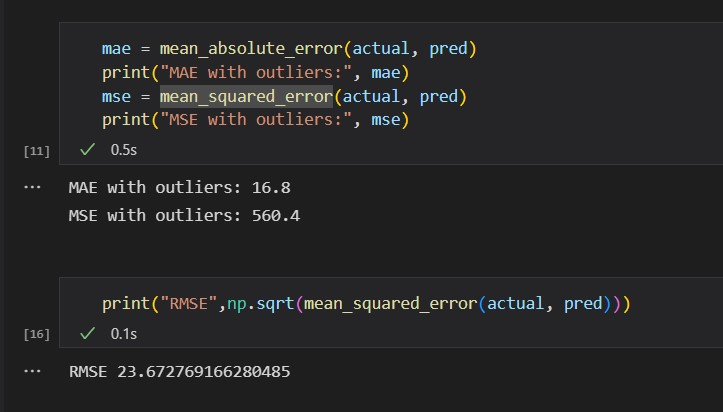 mae = mean_absolute_error(actual, pred)
print("MAE with outliers:", mae)
mse = mean_squared_error(actual, pred)
print("MSE with outliers:", mse)
[11] ✓ 0.5s
... MAE with outliers: 16.8
MSE with outliers: 560.4
print("RMSE",np.sqrt(mean_squared_error(actual, pred)))
[16] ✓ 0.1s
... RMSE 23.672769166280485